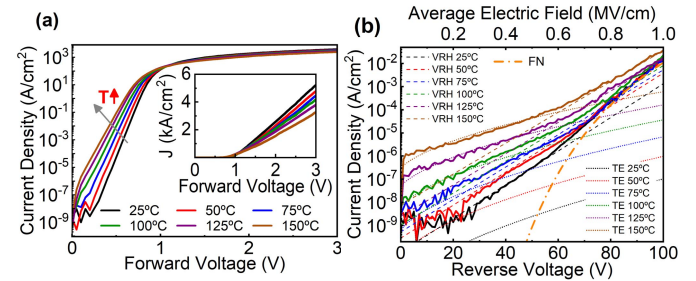 (a)
Current Density (A/cm²)
10³
10¹
10⁻¹
10⁻³
10⁻⁵
10⁻⁷
10⁻⁹
T
J (kA/cm²)
6
4
2
0
0 1 2 3
Forward Voltage (V)
25ºC 50ºC 75ºC
100ºC 125ºC 150ºC
0 1 2 3
Forward Voltage (V)
(b)
Average Electric Field (MV/cm)
0.2 0.4 0.6 0.8 1.0
Current Density (A/cm²)
10⁻²
10⁻³
10⁻⁴
10⁻⁵
10⁻⁶
10⁻⁷
10⁻⁸
10⁻⁹
VRH 25ºC
VRH 50ºC
VRH 75ºC
VRH 100ºC
VRH 125ºC
VRH 150ºC
FN
TE 25ºC
TE 50ºC
TE 75ºC
TE 100ºC
TE 125ºC
TE 150ºC
0 20 40 60 80 100
Reverse Voltage (V)